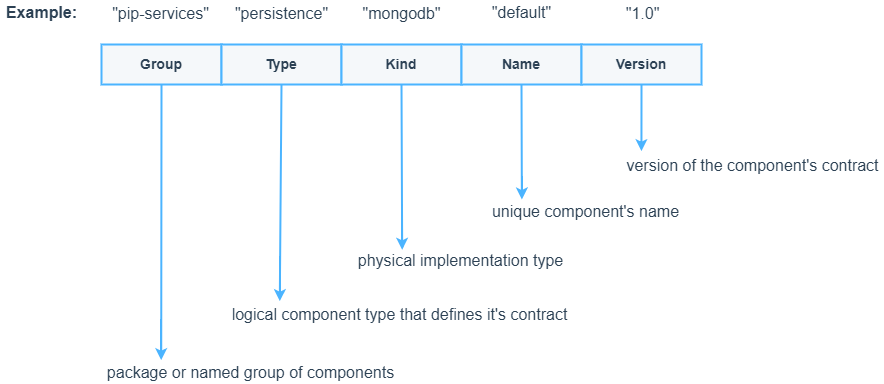 Example: "pip-services" "persistence" "mongodb" "default" "1.0"
Group Type Kind Name Version
version of the component's contract
unique component's name
physical implementation type
logical component type that defines it's contract
package or named group of components